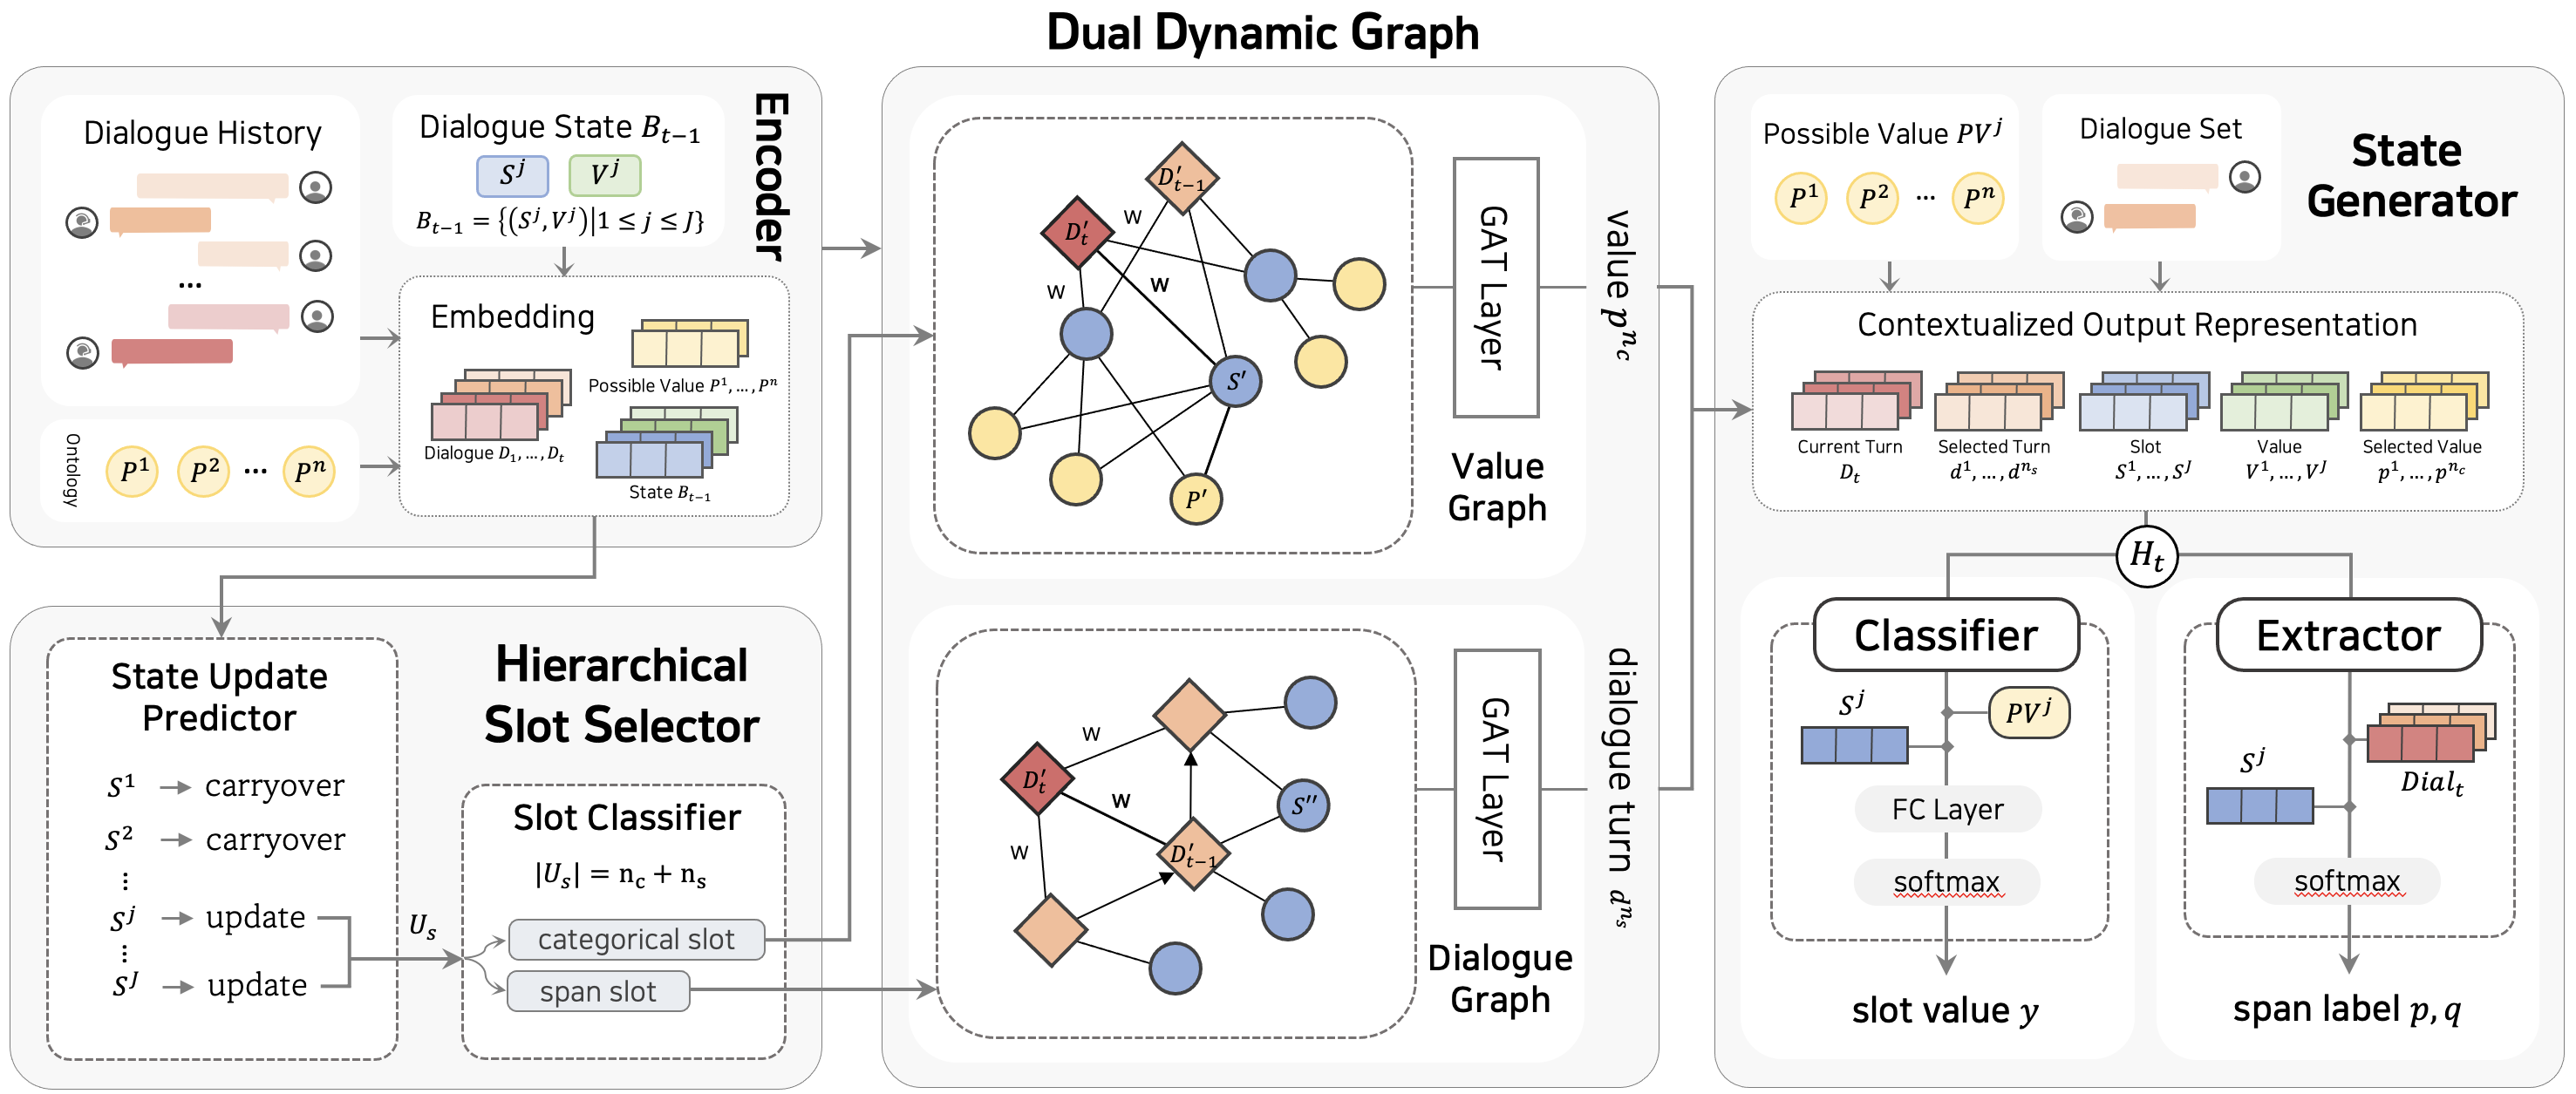 Dual Dynamic Graph
Encoder
Dialogue History
...
Dialogue State B_{t−1}
S^j V^j
B_{t−1} = {(S^j, V^j)|1 ≤ j ≤ J}
Embedding
Possible Value P^1, ..., P^n
Dialogue D_1, ..., D_t
State B_{t−1}
Ontology
P^1 P^2 ... P^n
Hierarchical
Slot Selector
State Update
Predictor
S^1 → carryover
S^2 → carryover
⋮
S^j → update
⋮
S^J → update
U_s
Slot Classifier
|U_s| = n_c + n_s
categorical slot
span slot
D'_{t−1}
D'_t
w
w
w
S'
P'
GAT Layer
Value
Graph
value p^{n_c}
D'_t
w
w
w
S''
D'_{t−1}
GAT Layer
Dialogue
Graph
dialogue turn d^{n_s}
State
Generator
Possible Value PV^j
P^1 P^2 ... P^n
Dialogue Set
Contextualized Output Representation
Current Turn
D_t
Selected Turn
d^1, ..., d^{n_s}
Slot
S^1, ..., S^J
Value
V^1, ..., V^J
Selected Value
p^1, ..., p^{n_c}
H_t
Classifier
S^j
PV^j
FC Layer
softmax
slot value y
Extractor
S^j
Dial_t
softmax
span label p, q